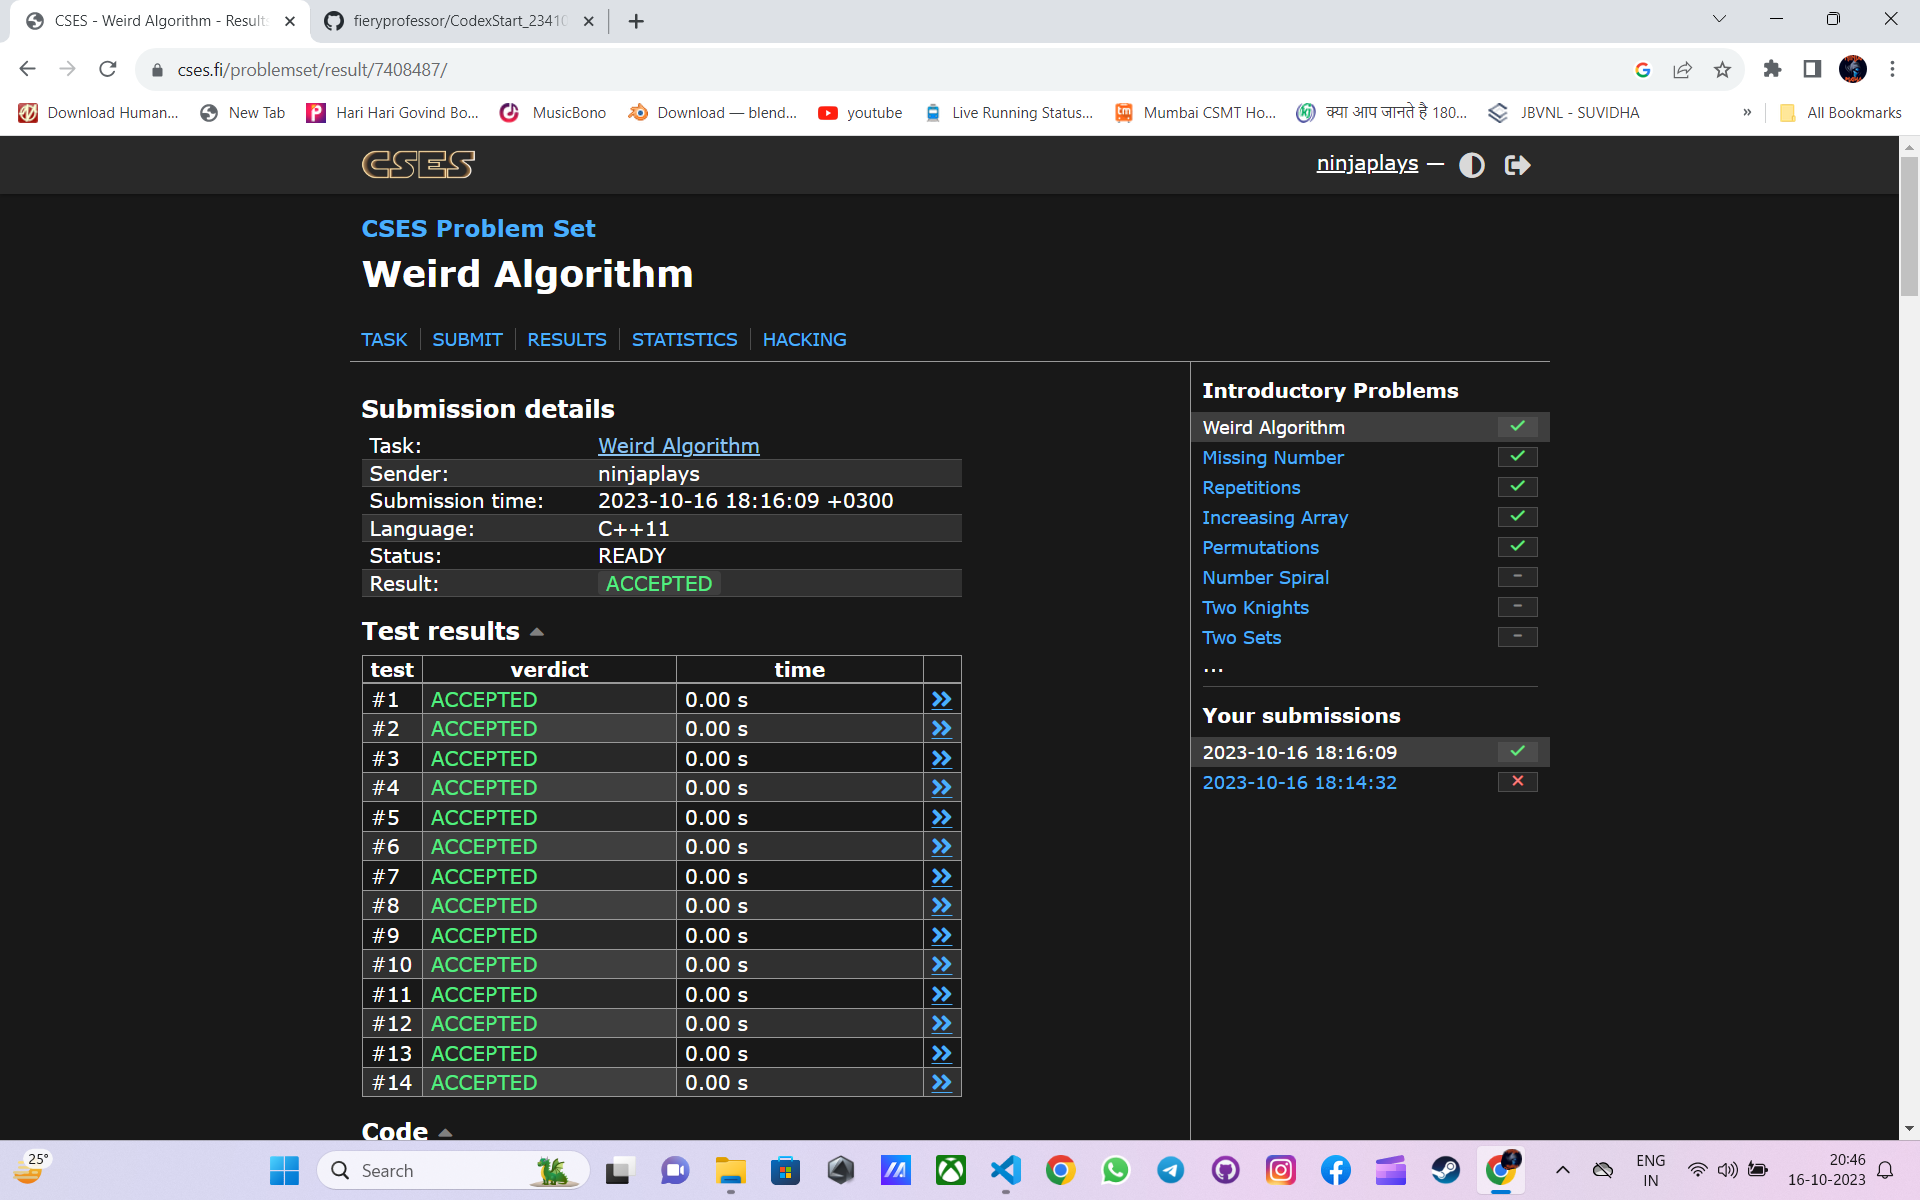 CSES - Weird Algorithm - Results
fieryprofessor/CodexStart_23410
cses.fi/problemset/result/7408487/
Download Human... New Tab Hari Hari Govind Bo... MusicBono Download — blend... youtube Live Running Status... Mumbai CSMT Ho... क्या आप जानते है 180... JBVNL - SUVIDHA » All Bookmarks
CSES
ninjaplays —
CSES Problem Set
Weird Algorithm
TASK SUBMIT RESULTS STATISTICS HACKING
Submission details
Task: Weird Algorithm
Sender: ninjaplays
Submission time: 2023-10-16 18:16:09 +0300
Language: C++11
Status: READY
Result: ACCEPTED
Test results
test verdict time
#1 ACCEPTED 0.00 s
#2 ACCEPTED 0.00 s
#3 ACCEPTED 0.00 s
#4 ACCEPTED 0.00 s
#5 ACCEPTED 0.00 s
#6 ACCEPTED 0.00 s
#7 ACCEPTED 0.00 s
#8 ACCEPTED 0.00 s
#9 ACCEPTED 0.00 s
#10 ACCEPTED 0.00 s
#11 ACCEPTED 0.00 s
#12 ACCEPTED 0.00 s
#13 ACCEPTED 0.00 s
#14 ACCEPTED 0.00 s
Code
Introductory Problems
Weird Algorithm
Missing Number
Repetitions
Increasing Array
Permutations
Number Spiral –
Two Knights –
Two Sets –
...
Your submissions
2023-10-16 18:16:09
2023-10-16 18:14:32
25°
Search
ENG
IN
20:46
16-10-2023